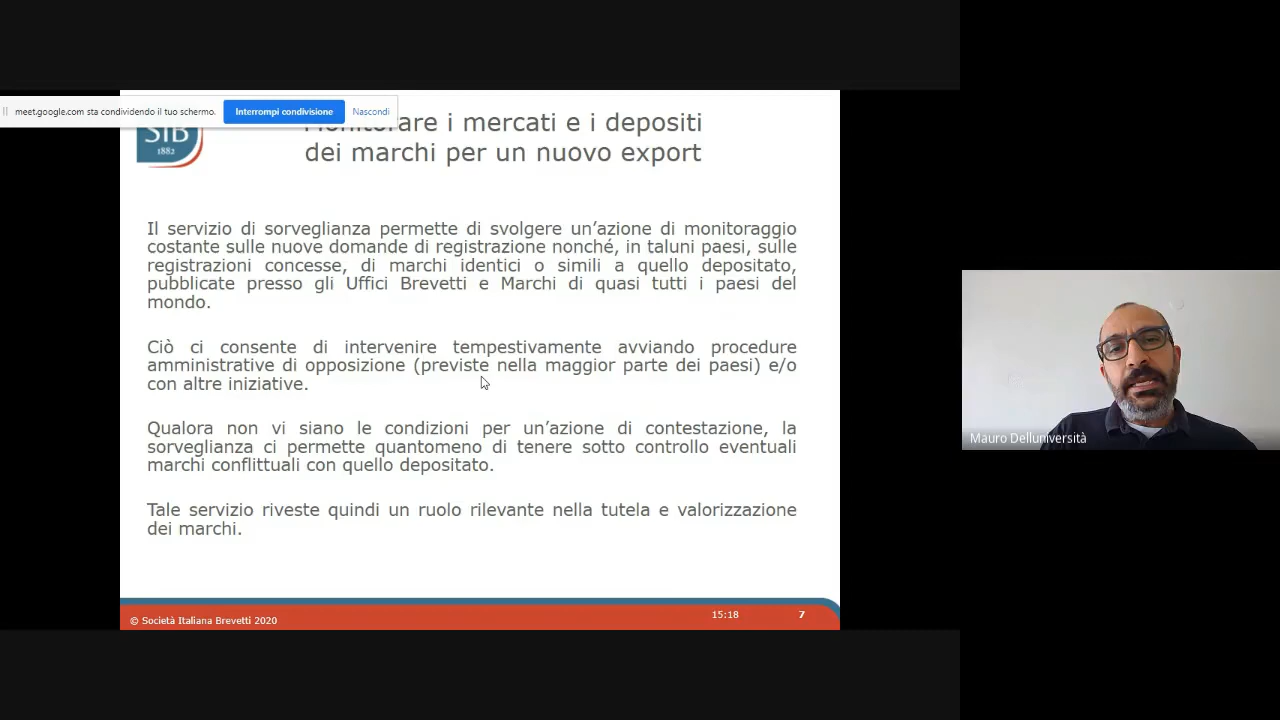 meet.google.com sta condividendo il tuo schermo.
Interrompi condivisione
Nascondi
SIB
1882
Monitorare i mercati e i depositi
dei marchi per un nuovo export
Il servizio di sorveglianza permette di svolgere un’azione di monitoraggio
costante sulle nuove domande di registrazione nonché, in taluni paesi, sulle
registrazioni concesse, di marchi identici o simili a quello depositato,
pubblicate presso gli Uffici Brevetti e Marchi di quasi tutti i paesi del
mondo.
Ciò ci consente di intervenire tempestivamente avviando procedure
amministrative di opposizione (previste nella maggior parte dei paesi) e/o
con altre iniziative.
Qualora non vi siano le condizioni per un’azione di contestazione, la
sorveglianza ci permette quantomeno di tenere sotto controllo eventuali
marchi conflittuali con quello depositato.
Tale servizio riveste quindi un ruolo rilevante nella tutela e valorizzazione
dei marchi.
© Società Italiana Brevetti 2020
15:18
7
Mauro Delluniversità